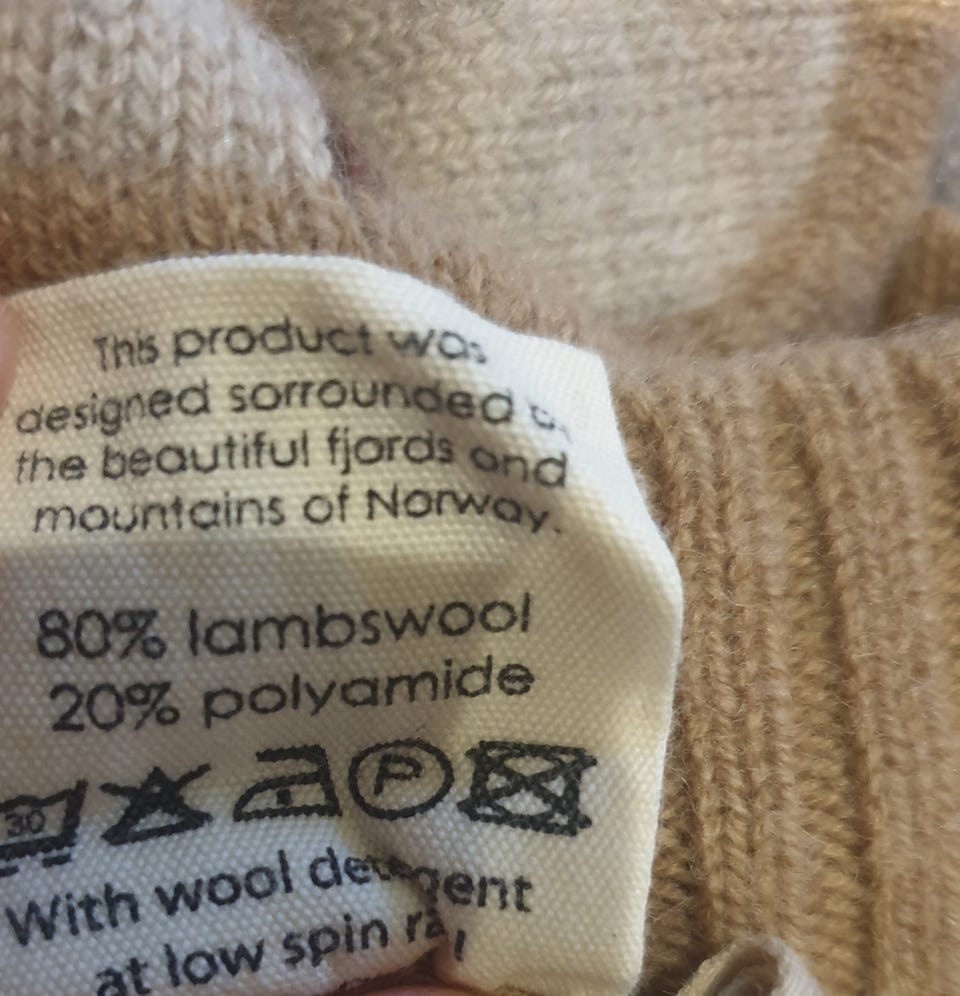 This product was
designed sorrounded
the beautiful fjords and
mountains of Norway.
80% lambswool
20% polyamide
30 P
With wool detergent
at low spin